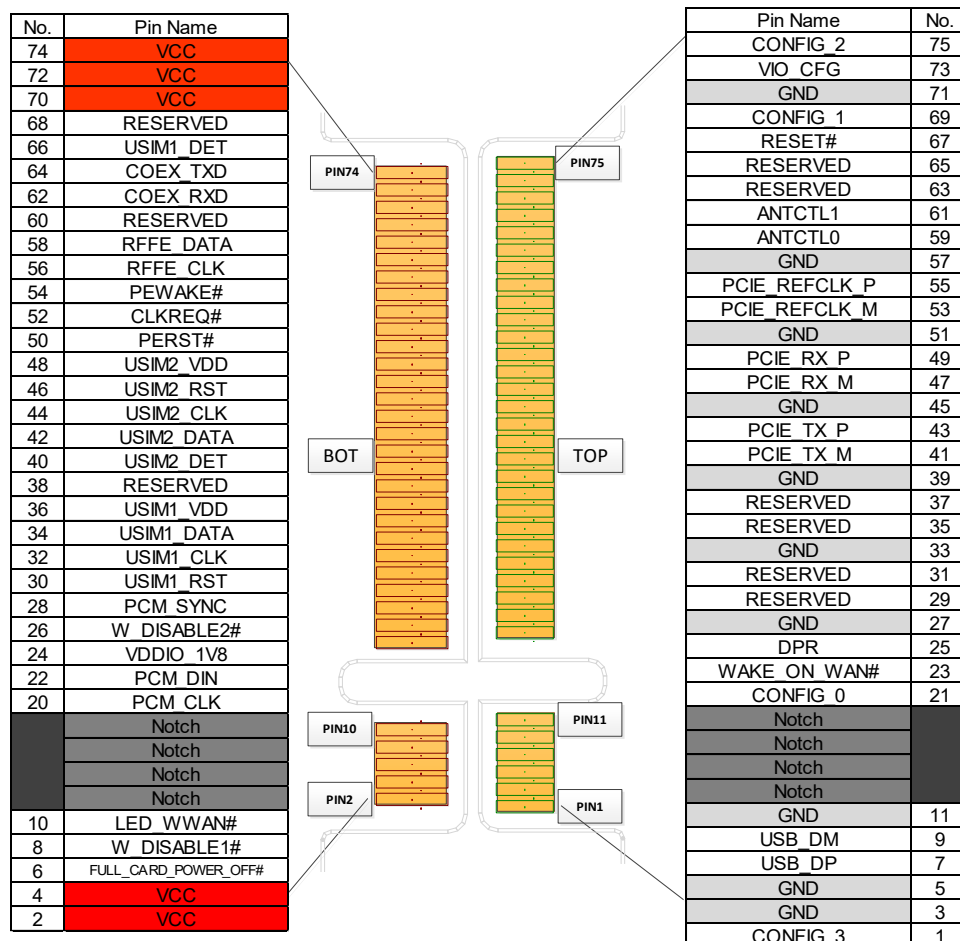 No. Pin Name
74 VCC
72 VCC
70 VCC
68 RESERVED
66 USIM1_DET
64 COEX_TXD
62 COEX_RXD
60 RESERVED
58 RFFE_DATA
56 RFFE_CLK
54 PEWAKE#
52 CLKREQ#
50 PERST#
48 USIM2_VDD
46 USIM2_RST
44 USIM2_CLK
42 USIM2_DATA
40 USIM2_DET
38 RESERVED
36 USIM1_VDD
34 USIM1_DATA
32 USIM1_CLK
30 USIM1_RST
28 PCM_SYNC
26 W_DISABLE2#
24 VDDIO_1V8
22 PCM_DIN
20 PCM_CLK
Notch
Notch
Notch
Notch
10 LED_WWAN#
8 W_DISABLE1#
6 FULL_CARD_POWER_OFF#
4 VCC
2 VCC
PIN74
BOT
PIN10
PIN2
PIN75
TOP
PIN11
PIN1
Pin Name No.
CONFIG_2 75
VIO_CFG 73
GND 71
CONFIG_1 69
RESET# 67
RESERVED 65
RESERVED 63
ANTCTL1 61
ANTCTL0 59
GND 57
PCIE_REFCLK_P 55
PCIE_REFCLK_M 53
GND 51
PCIE_RX_P 49
PCIE_RX_M 47
GND 45
PCIE_TX_P 43
PCIE_TX_M 41
GND 39
RESERVED 37
RESERVED 35
GND 33
RESERVED 31
RESERVED 29
GND 27
DPR 25
WAKE_ON_WAN# 23
CONFIG_0 21
Notch
Notch
Notch
Notch
GND 11
USB_DM 9
USB_DP 7
GND 5
GND 3
CONFIG_3 1